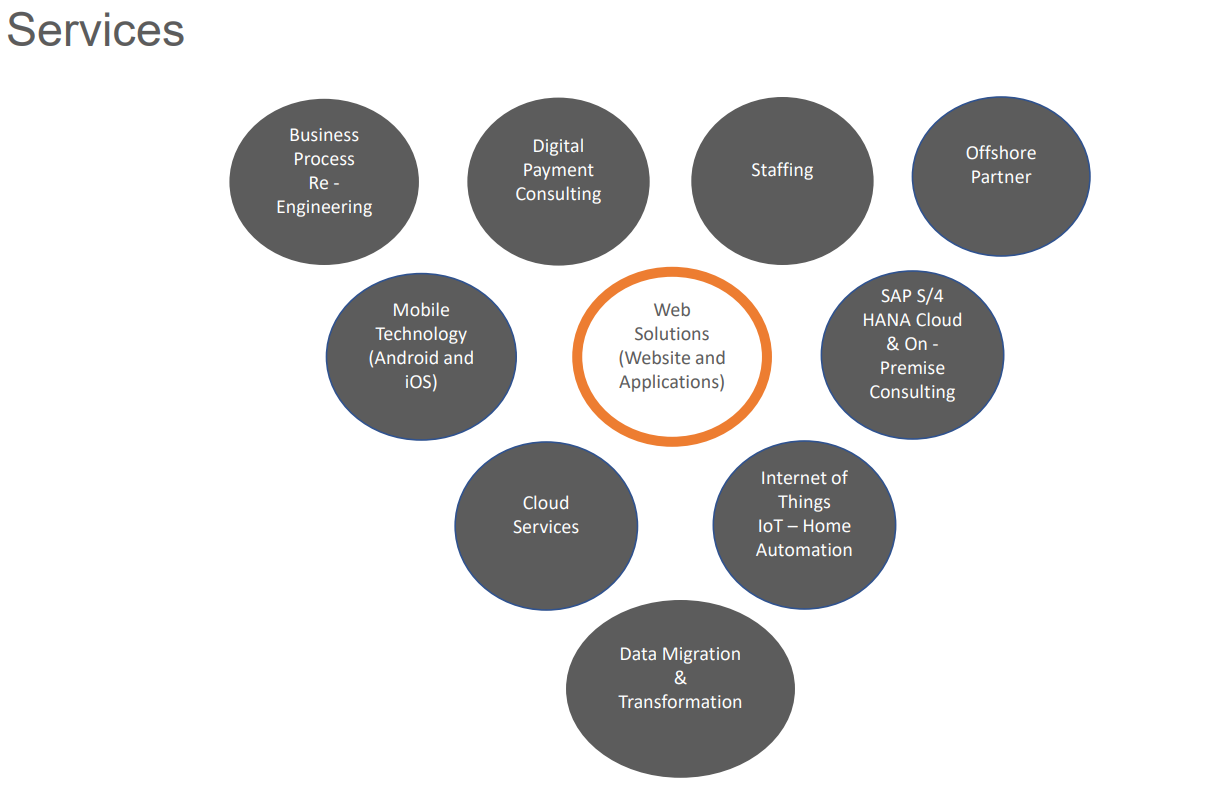 Services
Business
Process
Re -
Engineering
Digital
Payment
Consulting
Staffing
Offshore
Partner
Mobile
Technology
(Android and
iOS)
Web
Solutions
(Website and
Applications)
SAP S/4
HANA Cloud
& On -
Premise
Consulting
Cloud
Services
Internet of
Things
IoT – Home
Automation
Data Migration
&
Transformation